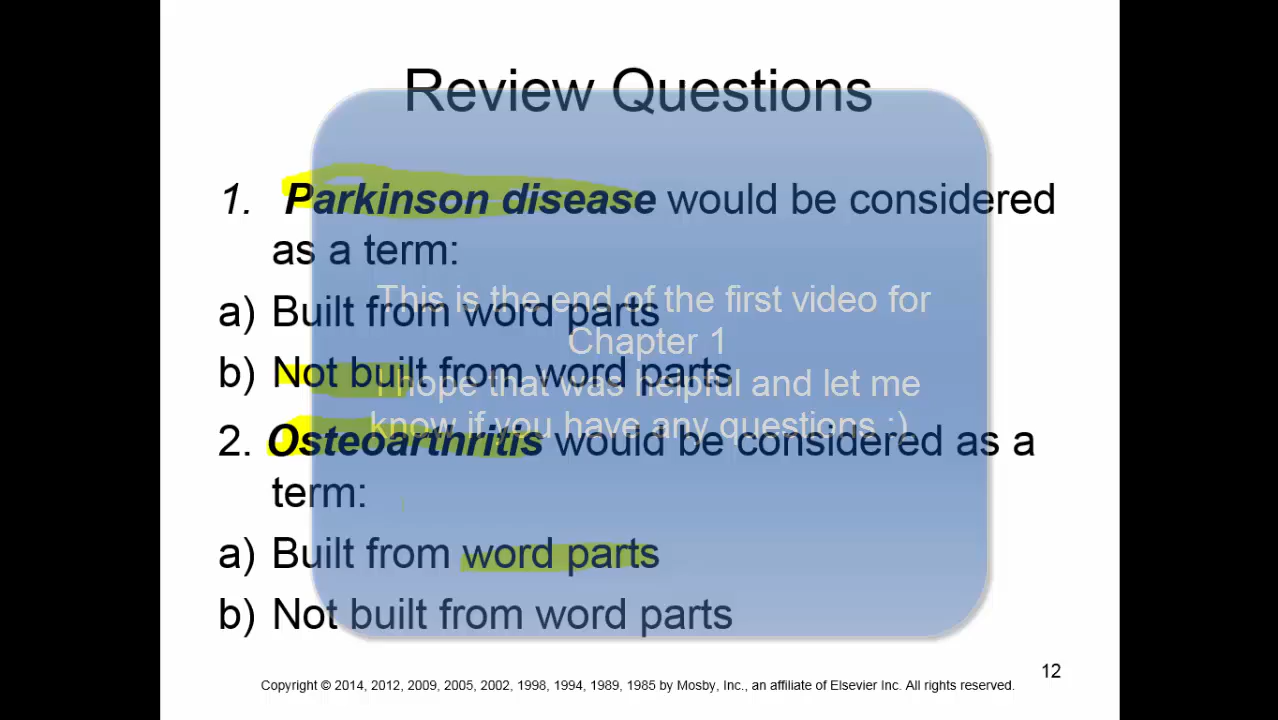 Review Questions
1. Parkinson disease would be considered
as a term:
a) Built from word parts
b) Not built from word parts
2. Osteoarthritis would be considered as a
term:
a) Built from word parts
b) Not built from word parts
This is the end of the first video for
Chapter 1
I hope that was helpful and let me
know if you have any questions :)
12
Copyright © 2014, 2012, 2009, 2005, 2002, 1998, 1994, 1989, 1985 by Mosby, Inc., an affiliate of Elsevier Inc. All rights reserved.